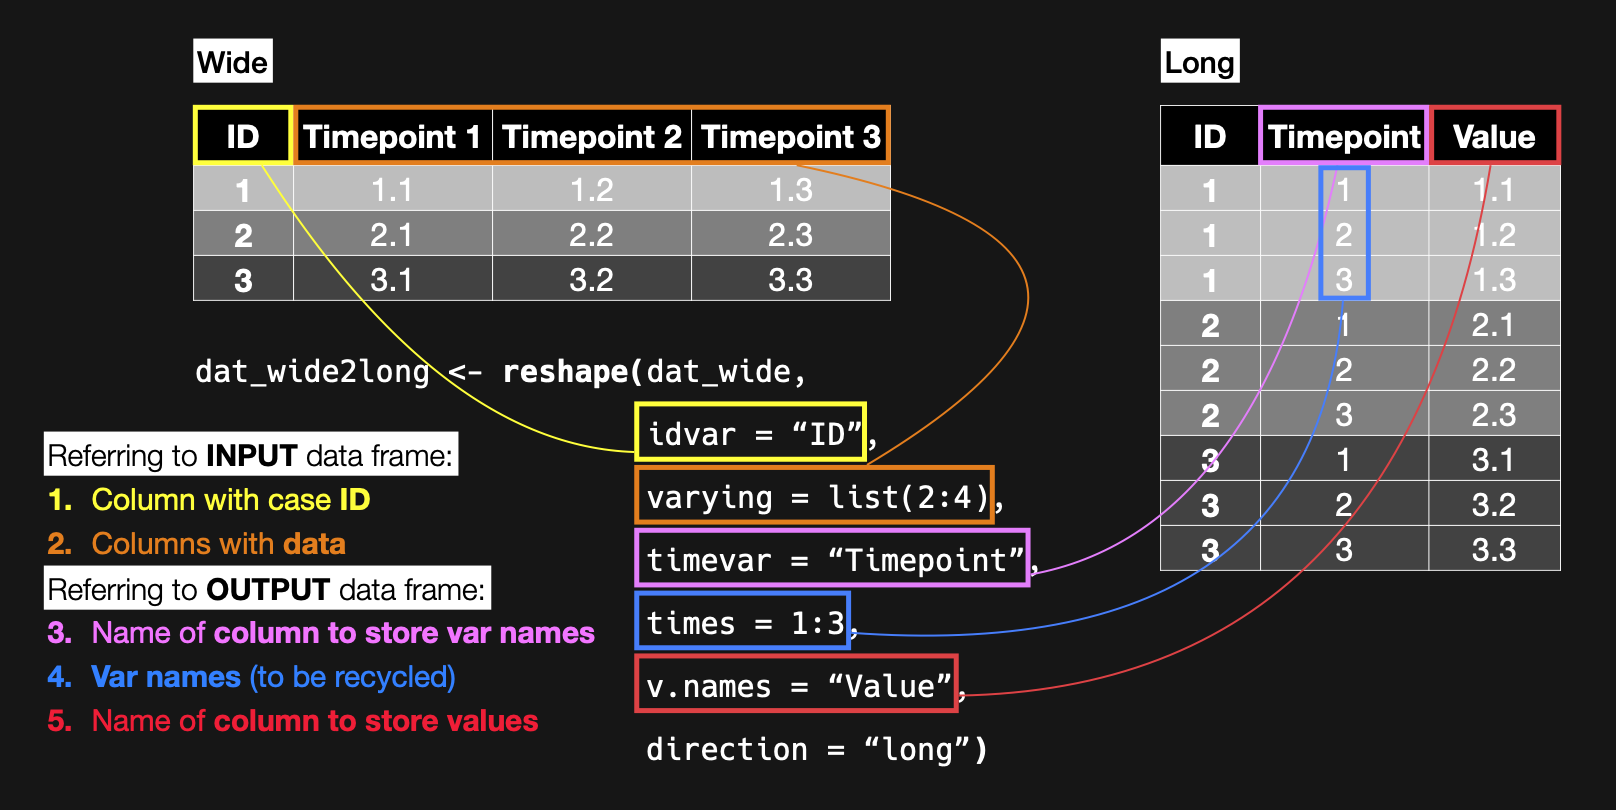 Wide
ID Timepoint 1 Timepoint 2 Timepoint 3
1 1.1 1.2 1.3
2 2.1 2.2 2.3
3 3.1 3.2 3.3
Long
ID Timepoint Value
1 1 1.1
1 2 1.2
1 3 1.3
2 1 2.1
2 2 2.2
2 3 2.3
3 1 3.1
3 2 3.2
3 3 3.3
dat_wide2long <- reshape(dat_wide,
idvar = “ID”,
varying = list(2:4),
timevar = “Timepoint”,
times = 1:3,
v.names = “Value”,
direction = “long”)
Referring to INPUT data frame:
1. Column with case ID
2. Columns with data
Referring to OUTPUT data frame:
3. Name of column to store var names
4. Var names (to be recycled)
5. Name of column to store values